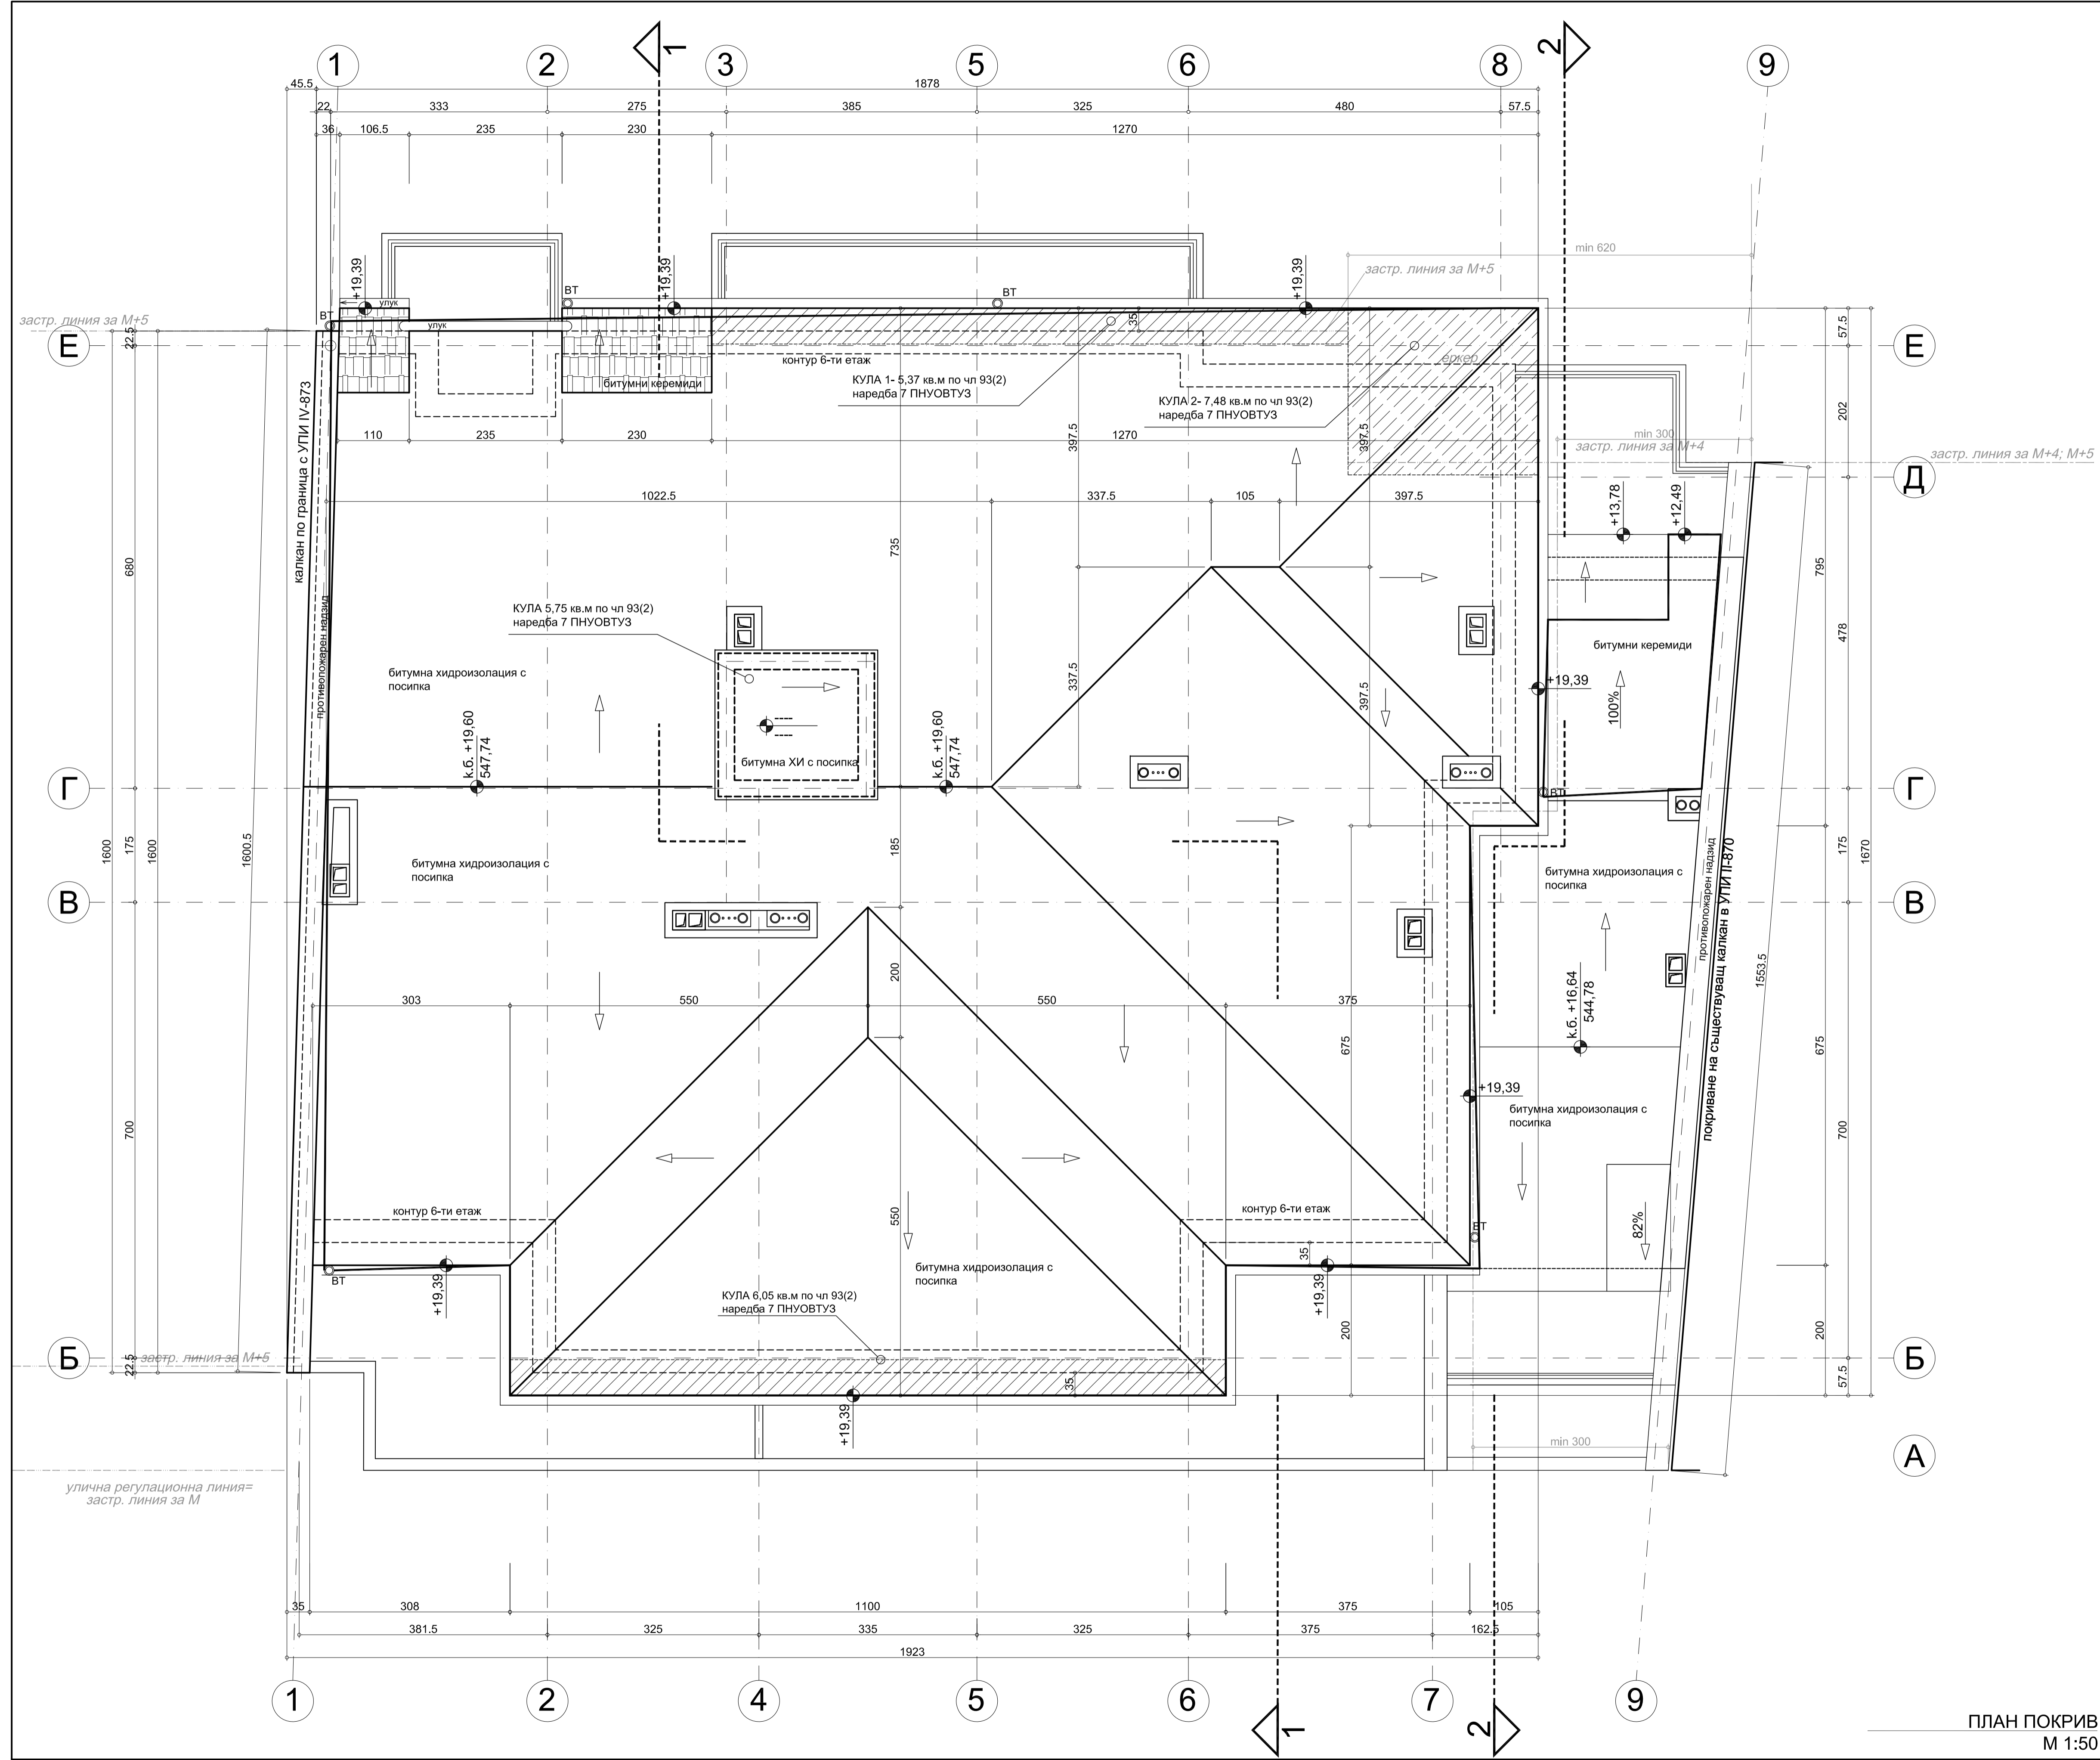 1
1
2
3
5
6
8
2
9
45.5
1878
22
333
275
385
325
480
57.5
36
106.5
235
230
1270
min 620
застр. линия за М+5
+19,39
+19,39
+19,39
ВТ
ВТ
улук
ВТ
улук
застр. линия за М+5
Е
22.5
35
57.5
Е
контур 6-ти етаж
еркер
битумни керемиди
КУЛА 1- 5,37 кв.м по чл 93(2)
наредба 7 ПНУОВТУЗ
КУЛА 2- 7,48 кв.м по чл 93(2)
наредба 7 ПНУОВТУЗ
202
110
235
230
1270
397.5
397.5
min 300
застр. линия за М+4
застр. линия за М+4; М+5
Д
калкан по граница с УПИ IV-873
1022.5
337.5
105
397.5
+13,78
+12,49
735
680
795
478
противопожарен надзид
КУЛА 5,75 кв.м по чл 93(2)
наредба 7 ПНУОВТУЗ
битумна хидроизолация с
посипка
337.5
397.5
битумни керемиди
+19,39
100%
к.б. +19,60
547,74
битумна ХИ с посипка
к.б. +19,60
547,74
Г
ВТ
Г
1600
175
1600
1600.5
185
175
1670
битумна хидроизолация с
посипка
битумна хидроизолация с
посипка
противопожарен надзид
покриване на съществуващ калкан в УПИ II-870
В
В
200
303
550
550
375
к.б. +16,64
544,78
1553.5
675
675
+19,39
битумна хидроизолация с
посипка
700
700
контур 6-ти етаж
550
контур 6-ти етаж
82%
ВТ
35
ВТ
+19,39
битумна хидроизолация с
посипка
+19,39
КУЛА 6,05 кв.м по чл 93(2)
наредба 7 ПНУОВТУЗ
200
200
Б
застр. линия за М+5
22.5
35
57.5
Б
+19,39
min 300
А
улична регулационна линия=
застр. линия за М
35
308
1100
375
105
381.5
325
335
325
375
162.5
1923
1
2
4
5
6
1
7
2
9
ПЛАН ПОКРИВ
М 1:50